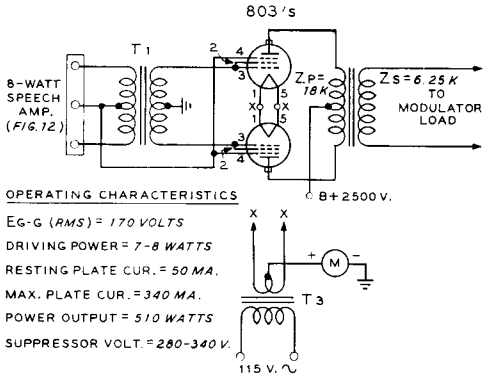 803's
T1
2
4
3
8-WATT
SPEECH
AMP.
(FIG.12)
1 5
X X
1 5
3
2 4
ZP=
18K
ZS=6.25K
TO
MODULATOR
LOAD
B+2500V.
OPERATING CHARACTERISTICS
EG-G (RMS) = 170 VOLTS
DRIVING POWER = 7-8 WATTS
RESTING PLATE CUR. = 50 MA.
MAX. PLATE CUR. = 340 MA.
POWER OUTPUT = 510 WATTS
SUPPRESSOR VOLT. = 280-340 V.
X X
+ M -
T3
115 V. ~